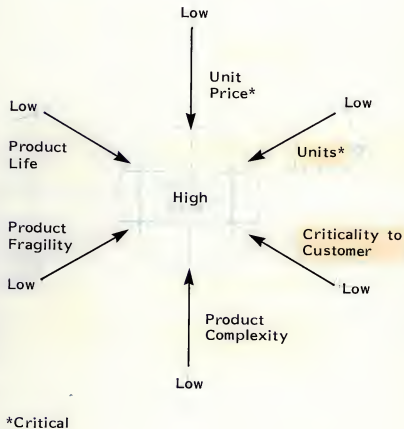 Low
Unit
Price*
Low
Low
Product
Life
Units*
High
Product
Fragility
Criticality to
Customer
Low
Low
Product
Complexity
Low
*Critical